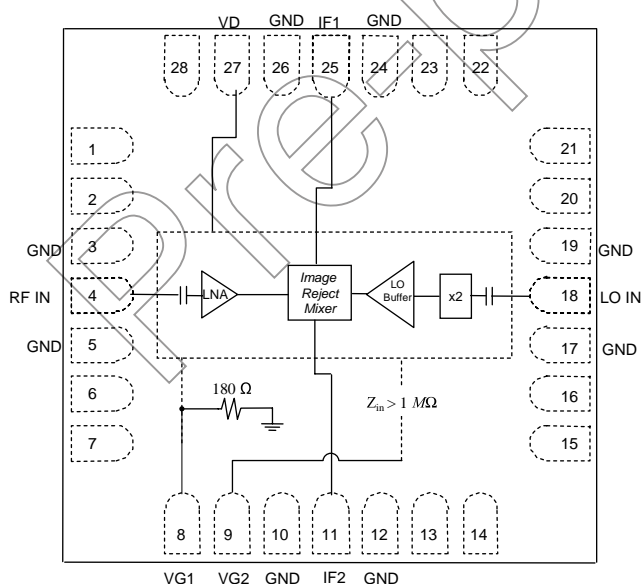 VD GND IF1 GND
28 27 26 25 24 23 22
1 21
2 20
GND 3 19 GND
RF IN 4 LNA Image Reject Mixer LO Buffer x2 18 LO IN
GND 5 17 GND
180 Ω
Zin > 1 MΩ
6 16
7 15
8 9 10 11 12 13 14
VG1 VG2 GND IF2 GND
Pre-p